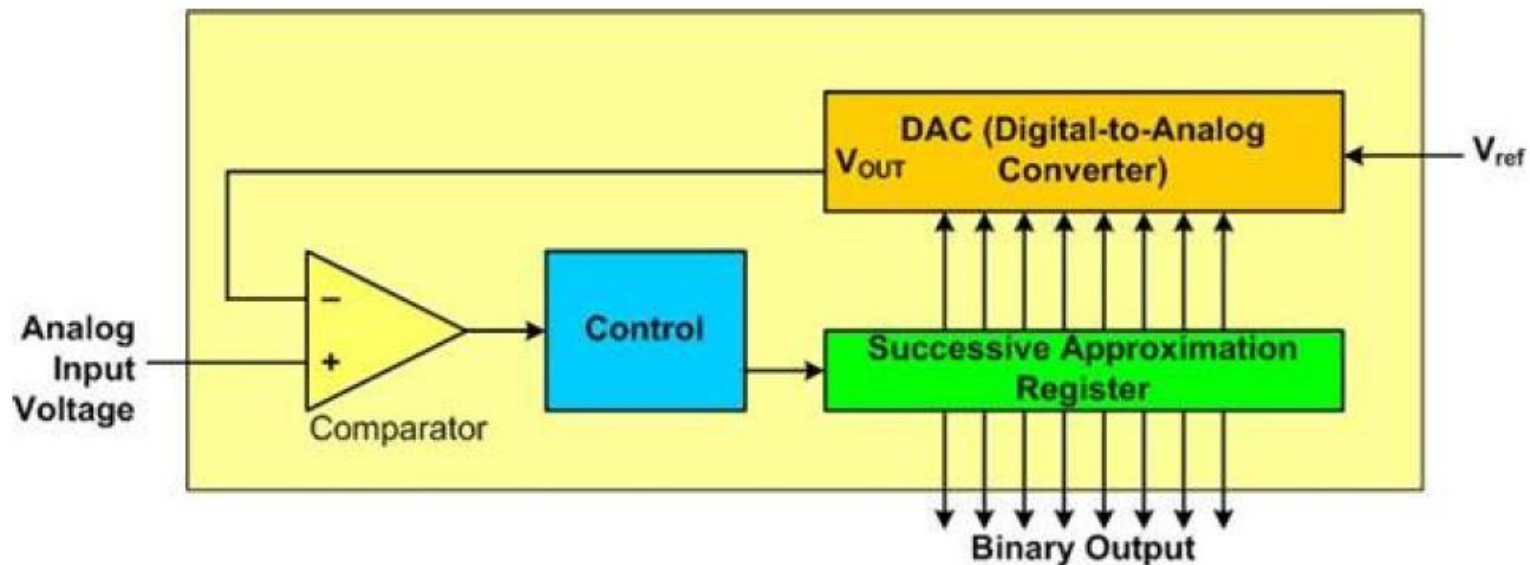 DAC (Digital-to-Analog
Converter)
VOUT
Vref
Analog
Input
Voltage
−
+
Comparator
Control
Successive Approximation
Register
Binary Output